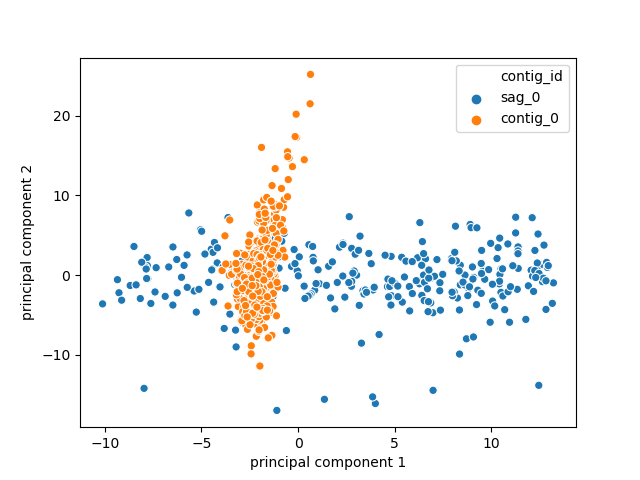 contig_id
sag_0
contig_0
20
10
0
−10
principal component 2
−10
−5
0
5
10
principal component 1